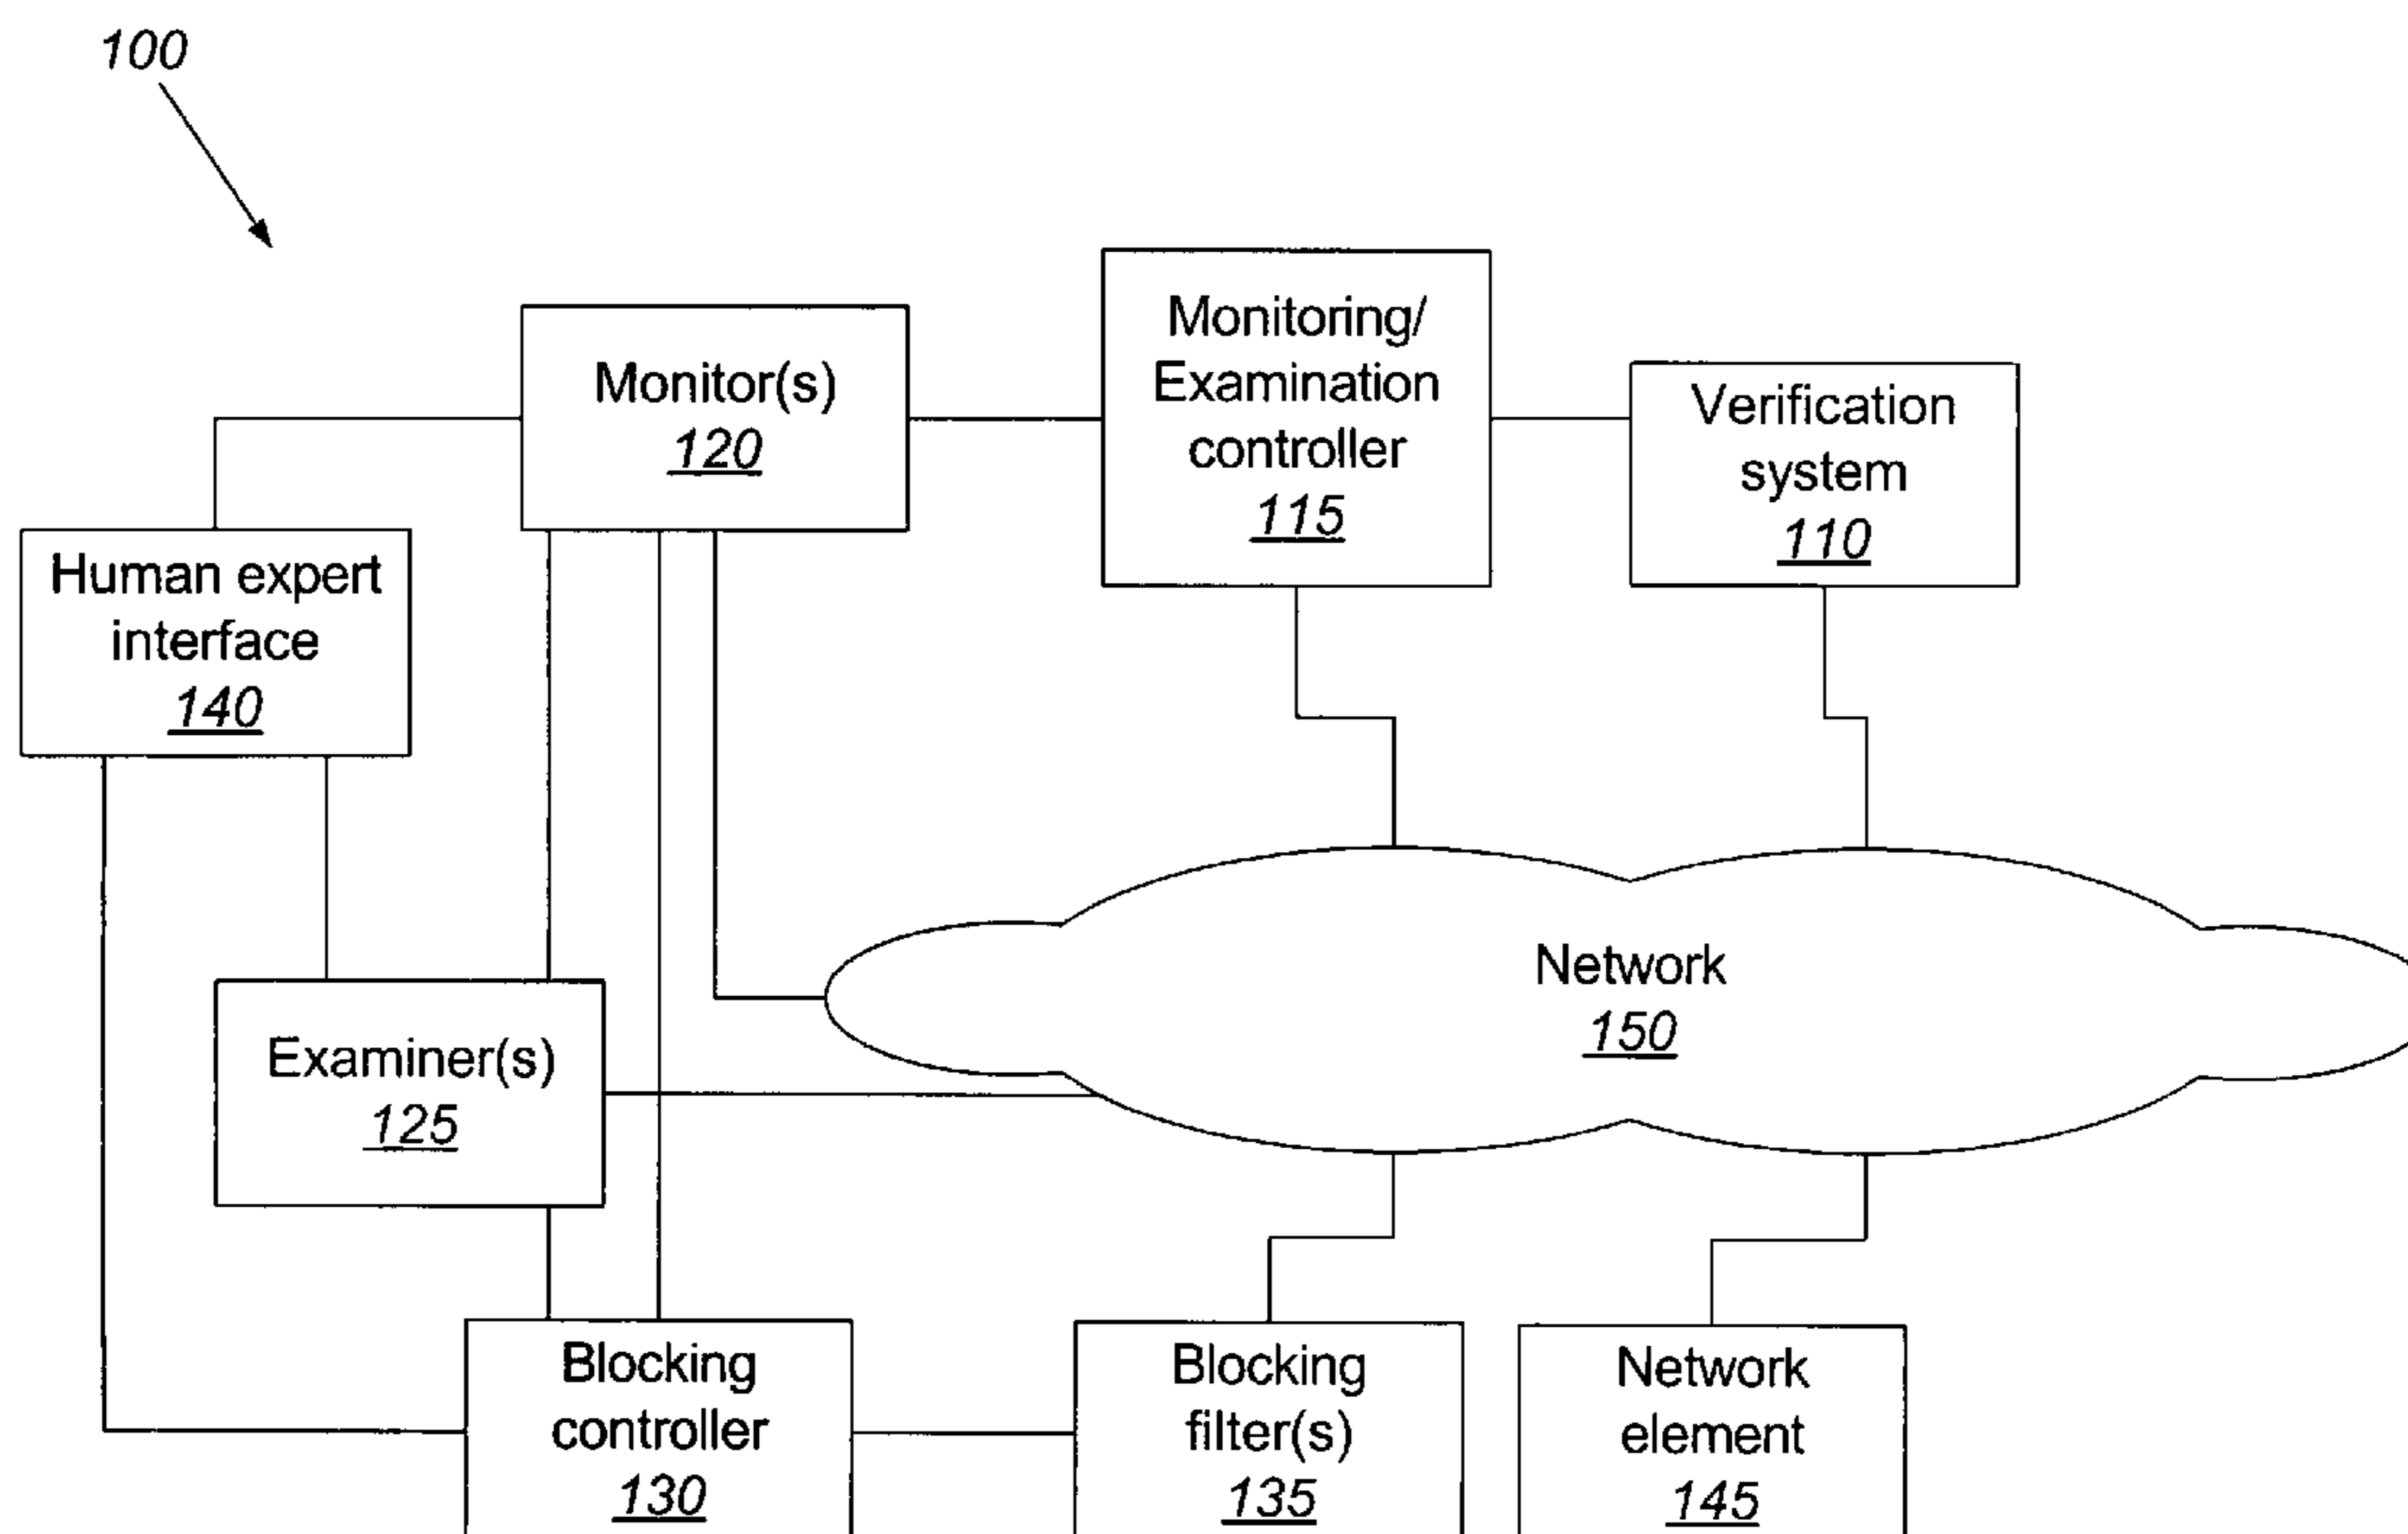 100
Monitor(s)
120
Monitoring/
Examination
controller
115
Verification
system
110
Human expert
interface
140
Network
150
Examiner(s)
125
Blocking
controller
130
Blocking
filter(s)
135
Network
element
145